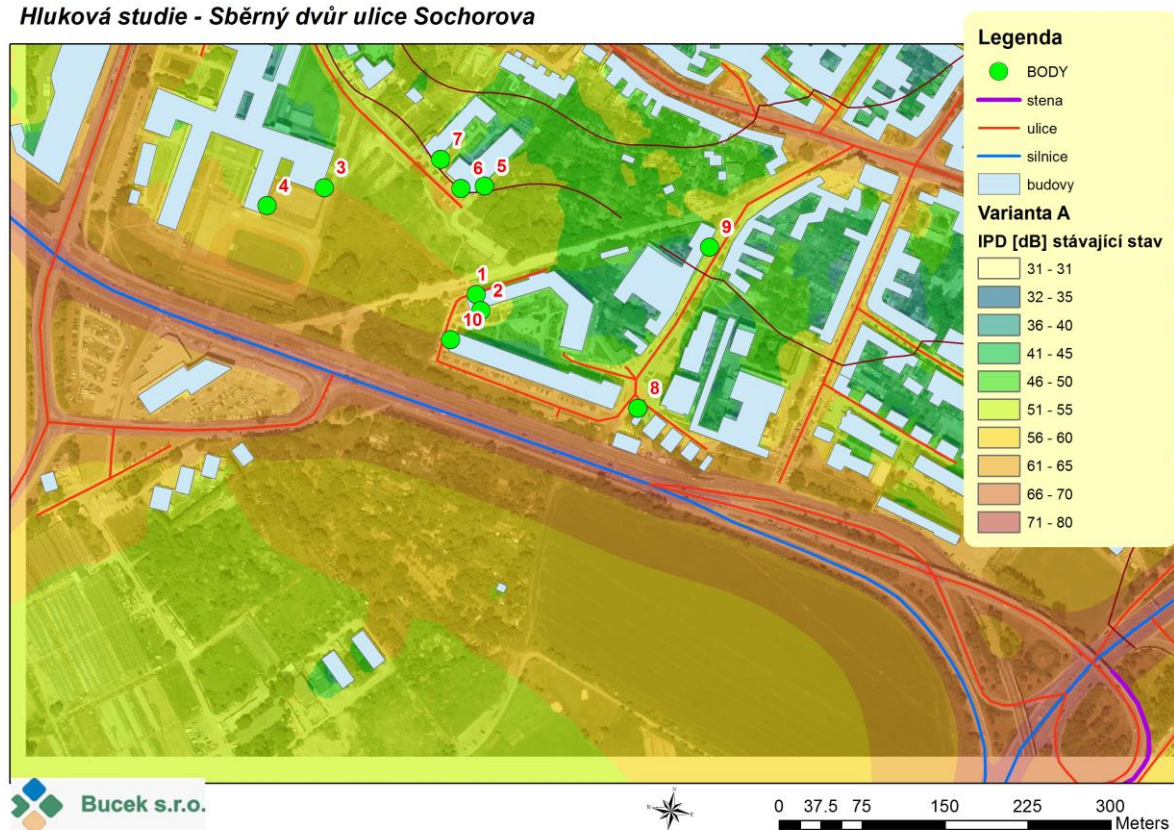 Hluková studie - Sběrný dvůr ulice Sochorova
Legenda
BODY
stena
ulice
silnice
budovy
Varianta A
IPD [dB] stávající stav
31 - 31
32 - 35
36 - 40
41 - 45
46 - 50
51 - 55
56 - 60
61 - 65
66 - 70
71 - 80
7
6
5
3
4
9
1
2
10
8
Bucek s.r.o.
0 37.5 75 150 225 300
Meters